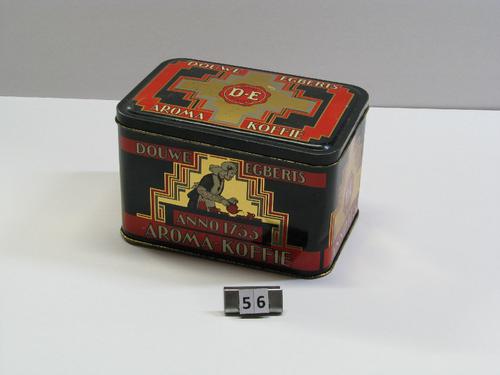 DOUWE EGBERTS
D·E
AROMA KOFFIE
DOUWE EGBERTS
ANNO 1753
AROMA·KOFFIE
56